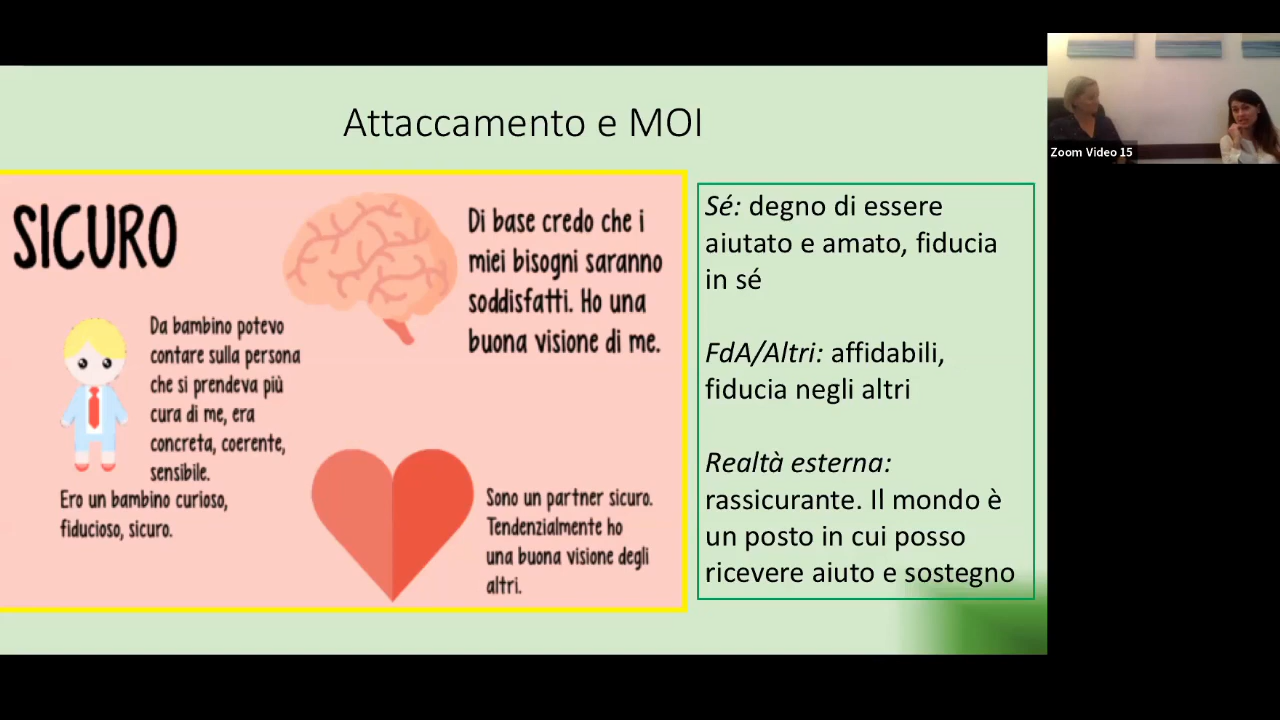 Attaccamento e MOI
SICURO
Di base credo che i
miei bisogni saranno
soddisfatti. Ho una
buona visione di me.
Da bambino potevo
contare sulla persona
che si prendeva più
cura di me, era
concreta, coerente,
sensibile.
Ero un bambino curioso,
fiducioso, sicuro.
Sono un partner sicuro.
Tendenzialmente ho
una buona visione degli
altri.
Sé: degno di essere
aiutato e amato, fiducia
in sé
FdA/Altri: affidabili,
fiducia negli altri
Realtà esterna:
rassicurante. Il mondo è
un posto in cui posso
ricevere aiuto e sostegno
Zoom Video 15